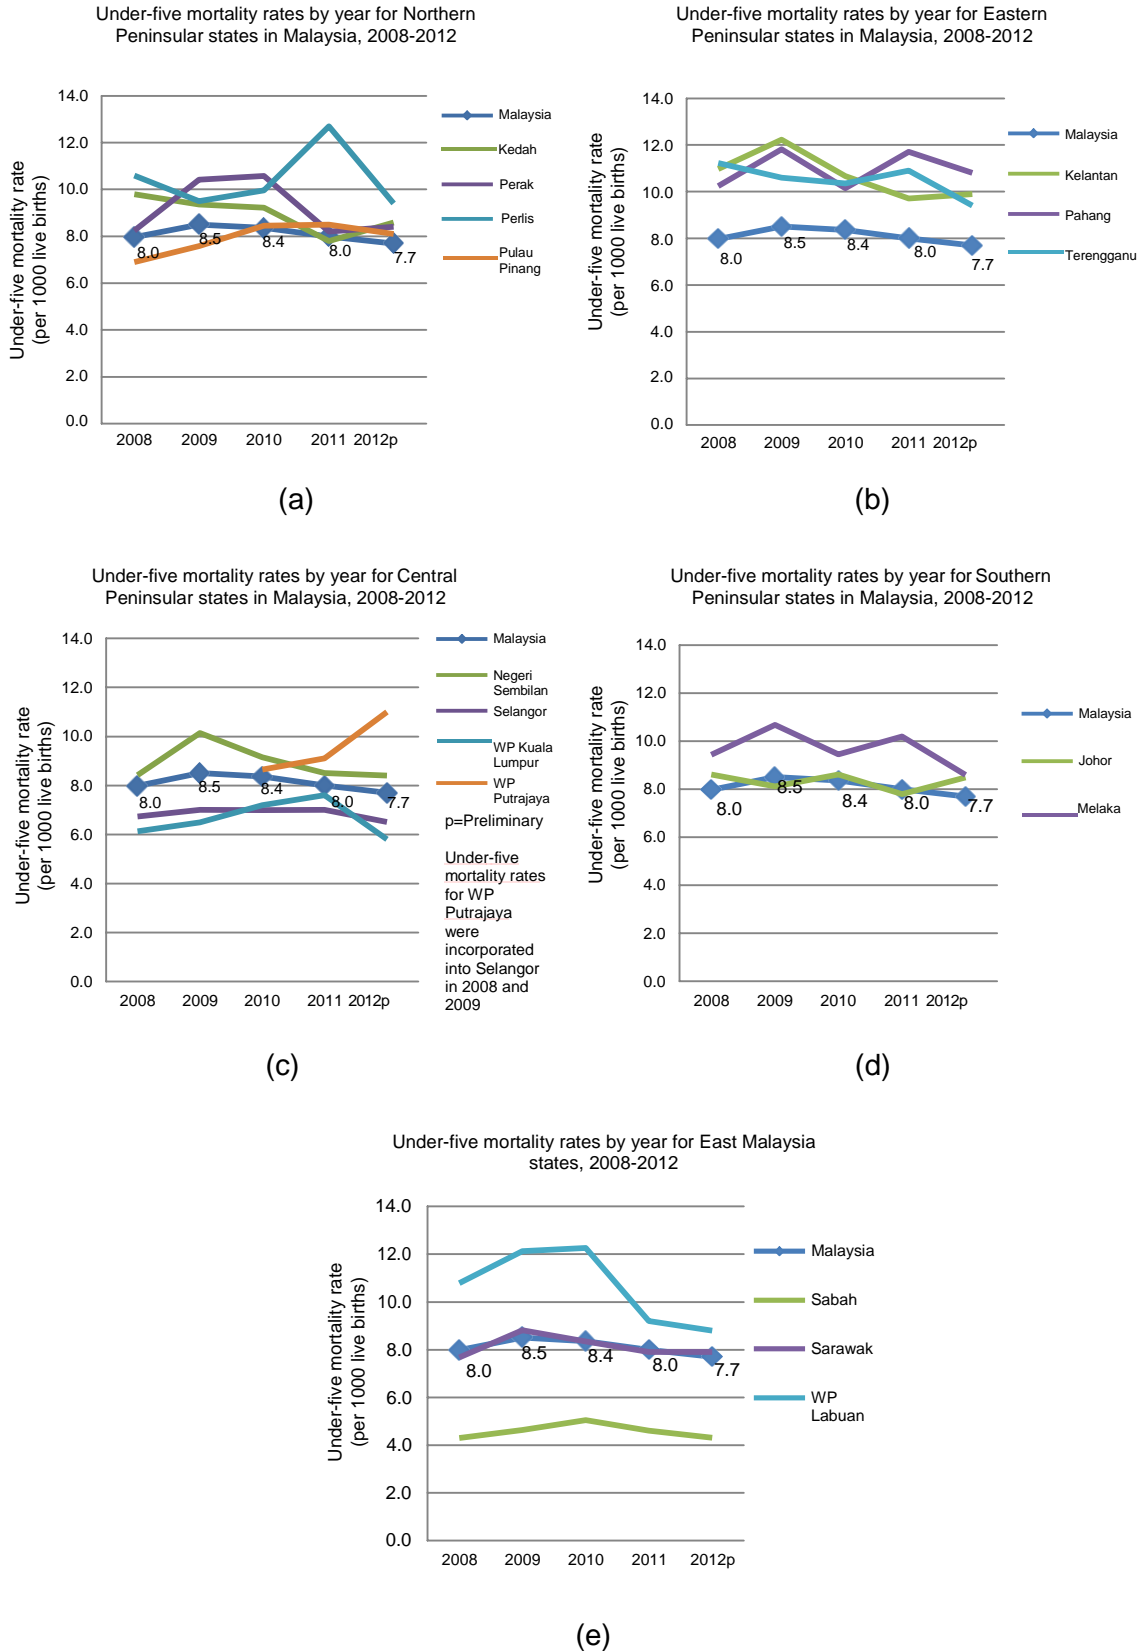 Under-five mortality rates by year for Northern
Peninsular states in Malaysia, 2008-2012
Under-five mortality rate
(per 1000 live births)
14.0
12.0
10.0
8.0
6.0
4.0
2.0
0.0
8.0
8.5
8.4
8.0
7.7
2008 2009 2010 2011 2012p
Malaysia
Kedah
Perak
Perlis
Pulau
Pinang
(a)
Under-five mortality rates by year for Eastern
Peninsular states in Malaysia, 2008-2012
Under-five mortality rate
(per 1000 live births)
14.0
12.0
10.0
8.0
6.0
4.0
2.0
0.0
8.0
8.5
8.4
8.0
7.7
2008 2009 2010 2011 2012p
Malaysia
Kelantan
Pahang
Terengganu
(b)
Under-five mortality rates by year for Central
Peninsular states in Malaysia, 2008-2012
Under-five mortality rate
(per 1000 live births)
14.0
12.0
10.0
8.0
6.0
4.0
2.0
0.0
8.0
8.5
8.4
8.0
7.7
2008 2009 2010 2011 2012p
Malaysia
Negeri
Sembilan
Selangor
WP Kuala
Lumpur
WP
Putrajaya
p=Preliminary
Under-five
mortality rates
for WP
Putrajaya
were
incorporated
into Selangor
in 2008 and
2009
(c)
Under-five mortality rates by year for Southern
Peninsular states in Malaysia, 2008-2012
Under-five mortality rate
(per 1000 live births)
14.0
12.0
10.0
8.0
6.0
4.0
2.0
0.0
8.0
8.5
8.4
8.0
7.7
2008 2009 2010 2011 2012p
Malaysia
Johor
Melaka
(d)
Under-five mortality rates by year for East Malaysia
states, 2008-2012
Under-five mortality rate
(per 1000 live births)
14.0
12.0
10.0
8.0
6.0
4.0
2.0
0.0
8.0
8.5
8.4
8.0
7.7
2008 2009 2010 2011 2012p
Malaysia
Sabah
Sarawak
WP
Labuan
(e)